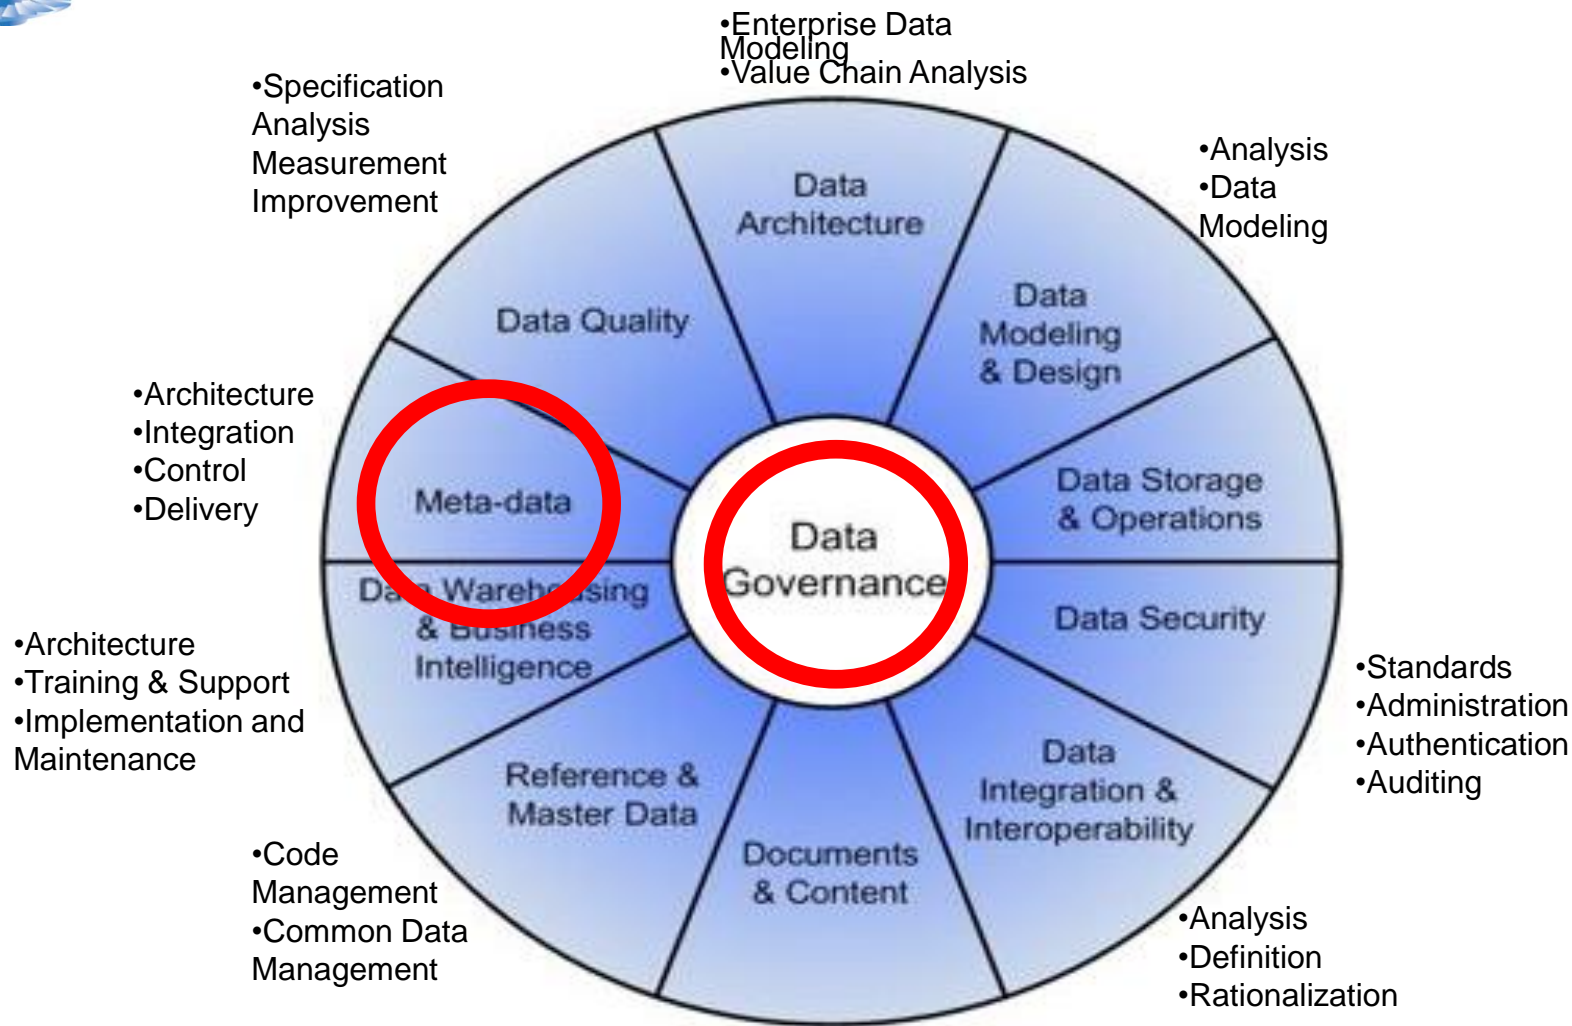 •Enterprise Data
Modeling
•Value Chain Analysis
•Specification
Analysis
Measurement
Improvement
•Analysis
•Data
Modeling
Data
Architecture
Data
Modeling
& Design
Data Quality
•Architecture
•Integration
•Control
•Delivery
Meta-data
Data Storage
& Operations
Data
Governance
Data Warehousing
& Business
Intelligence
Data Security
•Architecture
•Training & Support
•Implementation and
Maintenance
•Standards
•Administration
•Authentication
•Auditing
Reference &
Master Data
Data
Integration &
Interoperability
Documents
& Content
•Code
Management
•Common Data
Management
•Analysis
•Definition
•Rationalization